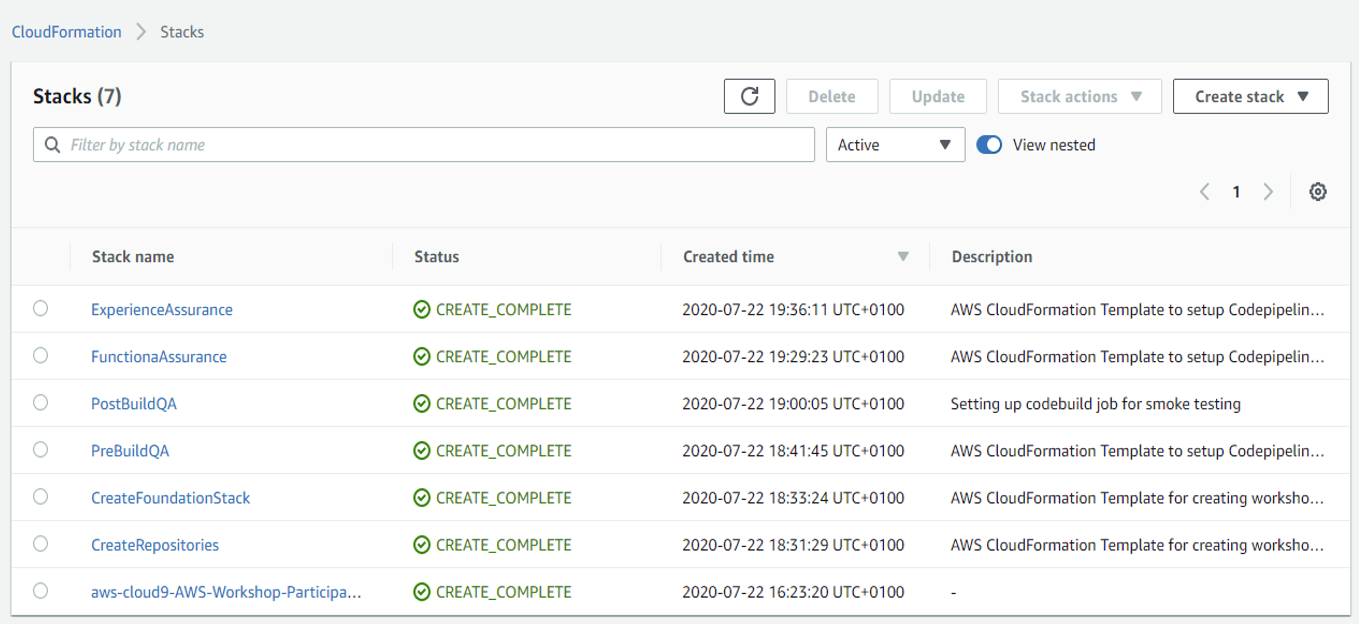 CloudFormation Stacks
Stacks (7) Delete Update Stack actions Create stack
Filter by stack name Active View nested
1
Stack name Status Created time Description
ExperienceAssurance CREATE_COMPLETE 2020-07-22 19:36:11 UTC+0100 AWS CloudFormation Template to setup Codepipelin...
FunctionaAssurance CREATE_COMPLETE 2020-07-22 19:29:23 UTC+0100 AWS CloudFormation Template to setup Codepipelin...
PostBuildQA CREATE_COMPLETE 2020-07-22 19:00:05 UTC+0100 Setting up codebuild job for smoke testing
PreBuildQA CREATE_COMPLETE 2020-07-22 18:41:45 UTC+0100 AWS CloudFormation Template to setup Codepipelin...
CreateFoundationStack CREATE_COMPLETE 2020-07-22 18:33:24 UTC+0100 AWS CloudFormation Template for creating worksho...
CreateRepositories CREATE_COMPLETE 2020-07-22 18:31:29 UTC+0100 AWS CloudFormation Template for creating worksho...
aws-cloud9-AWS-Workshop-Participa... CREATE_COMPLETE 2020-07-22 16:23:20 UTC+0100 -